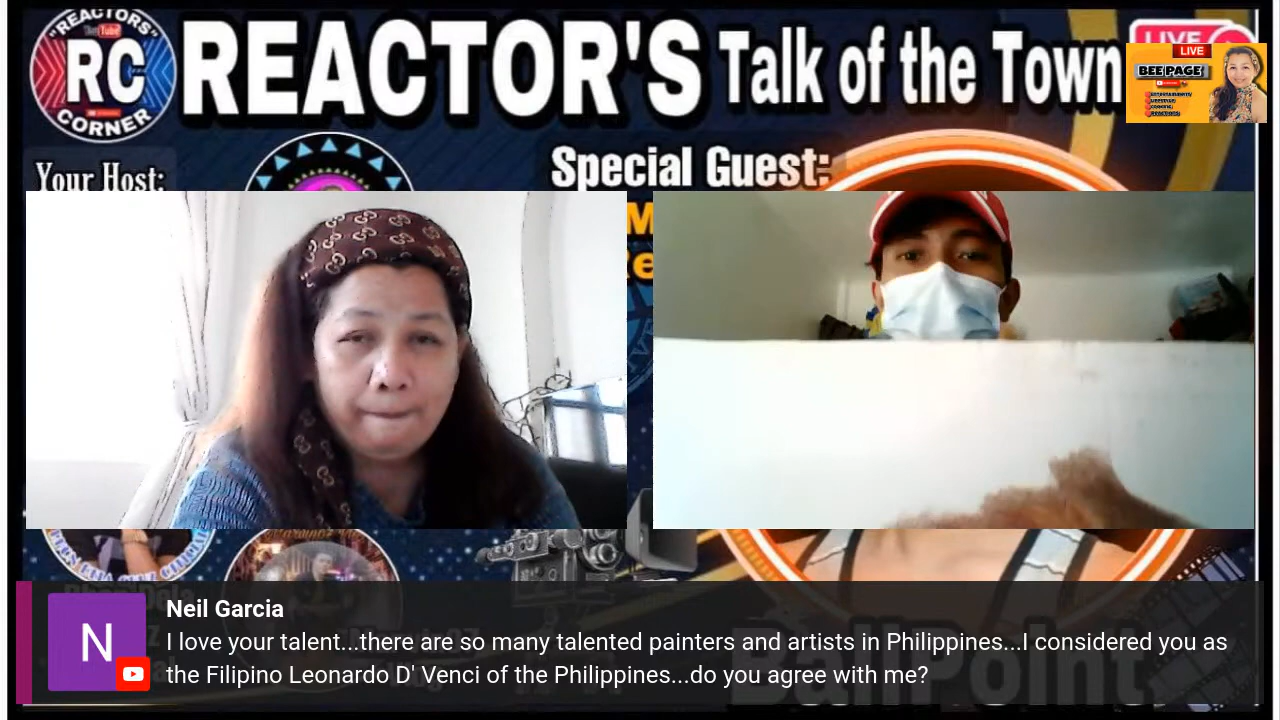 "REACTORS"
RC
CORNER
REACTOR'S Talk of the Town
LIVE
LIVE
BEE PAGE
Your Host:
Special Guest:
BallPoint
N
Neil Garcia
I love your talent...there are so many talented painters and artists in Philippines...I considered you as
the Filipino Leonardo D' Venci of the Philippines...do you agree with me?